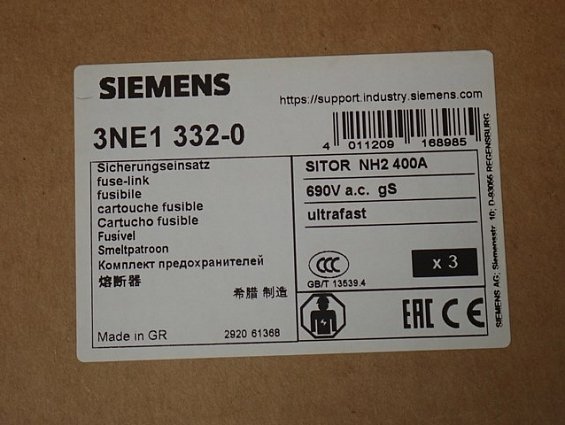 SIEMENS
https://support.industry.siemens.com
3NE1 332-0
4 011209 168985
Sicherungseinsatz
fuse-link
fusibile
cartouche fusible
Cartucho fusible
Fusível
Smeltpatroon
Комплект предохранителей
熔断器
希腊 制造
Made in GR
2920 61368
SITOR NH2 400A
690V a.c. gS
ultrafast
CCC
GB/T 13539.4
x 3
EAC CE
SIEMENS AG; Siemensstr. 10; D-93055 REGENSBURG